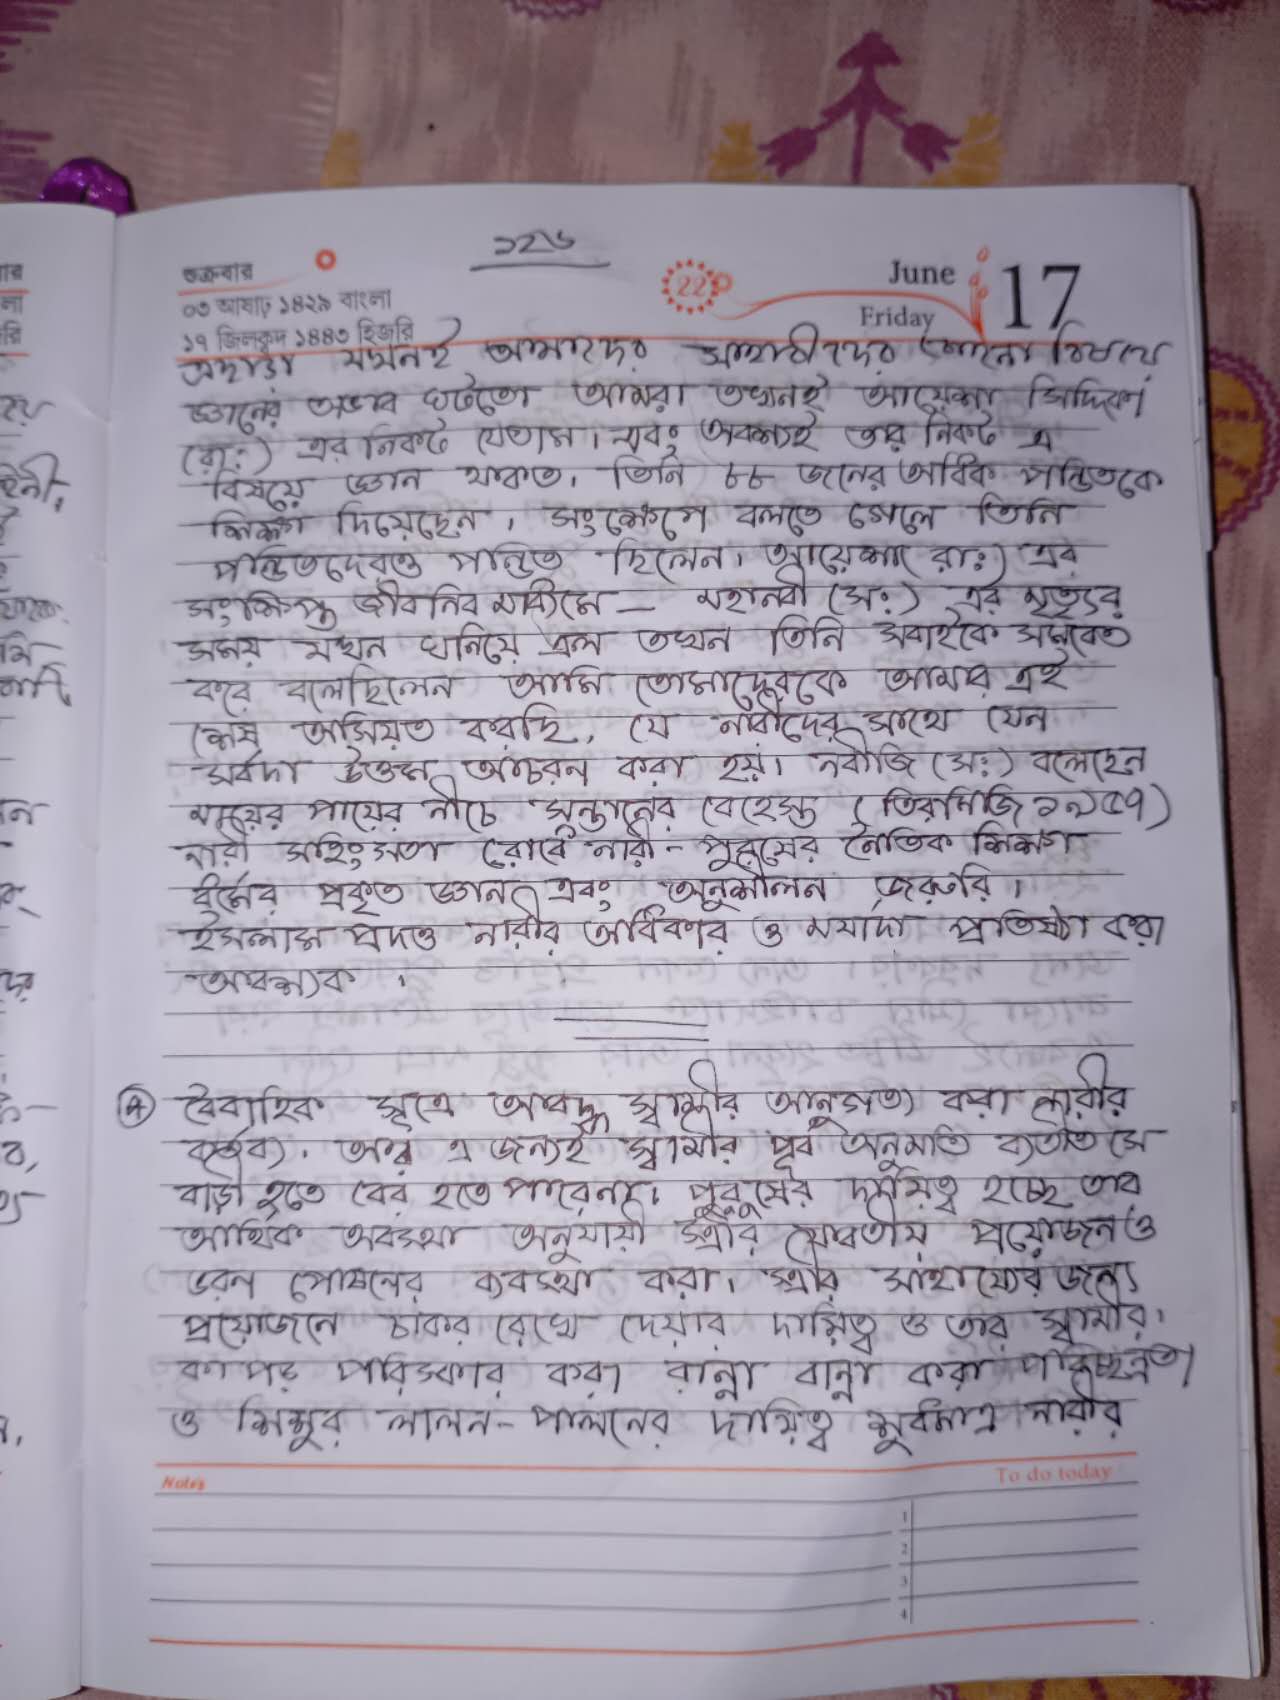 ১২৬
শুক্রবার
০৩ আষাঢ় ১৪২৯ বাংলা
১৭ জিলকদ ১৪৪৩ হিজরি
22
June
Friday
17
এছাড়া যখনই আমাদের সাহাবীদের কোনো বিষয়ে
জ্ঞানের অভাব ঘটতো আমরা তখনই আয়েশা সিদ্দিকা
(রাঃ) এর নিকট যেতাম। এবং অবশ্যই তার নিকট এ
বিষয়ে জ্ঞান থাকত। তিনি ৮৮ জনের অধিক পন্ডিতকে
শিক্ষা দিয়েছেন। সংক্ষেপে বলতে গেলে তিনি
পন্ডিতদেরও পন্ডিত ছিলেন। আয়েশা রাঃ) এর
সংক্ষিপ্ত জীবনির মাধ্যমে – মহানবী (সঃ) এর মৃত্যুর
সময় যখন ঘনিয়ে এল তখন তিনি সবাইকে সমবেত
করে বলেছিলেন আমি তোমাদেরকে আমার এই
শেষ অসিয়ত করছি, যে নারীদের সাথে যেন
সর্বদা উত্তম আচরন করা হয়। নবীজি (সঃ) বলেছেন
মায়ের পায়ের নীচে সন্তানের বেহেস্ত (তিরমিজি
নারী সহিংসতা রোধে নারী - পুরুষের নৈতিক শিক্ষা
ধর্মের প্রকৃত জ্ঞান এবং অনুশীলন জরুরি।
ইসলাম প্রদত্ত নারীর অধিকার ও মর্যাদা প্রতিষ্ঠা করা
আবশ্যক।
বৈবাহিক সূত্রে আবদ্ধ স্বামীর আনুগত্য করা নারীর
কর্তব্য। আর এ জন্যই স্বামীর পূর্ব অনুমতি ব্যতীত সে
বাড়ী হতে বের হতে পারেনা। পুরুষের দায়িত্ব হচ্ছে তার
আর্থিক অবস্থা অনুযায়ী স্ত্রীর যাবতীয় প্রয়োজন ও
ভরন পোষনের ব্যবস্থা করা। স্ত্রীর সাহায্যের জন্য
প্রয়োজনে চাকর রেখে দেয়ার দায়িত্ব ও তার স্বামীর।
কাপড় পরিস্কার করা রান্না বান্না করা পরিচ্ছন্নতা
ও শিশুর লালন-পালনের দায়িত্ব শুধুমাত্র নারীর
Notes
To do today
1
2
3
4